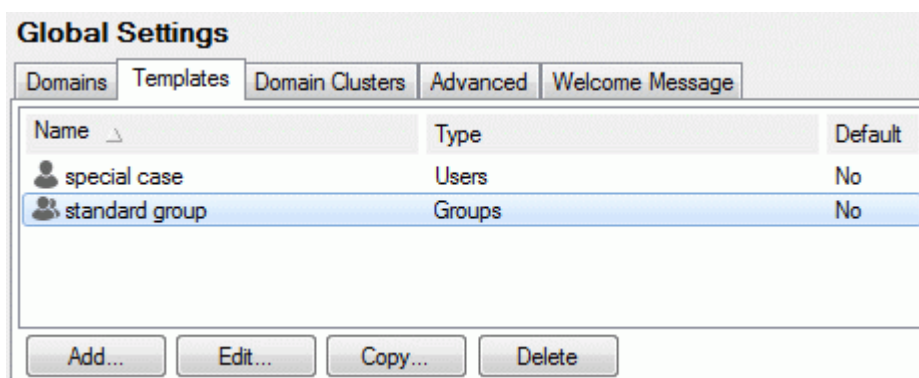 Global Settings
Domains Templates Domain Clusters Advanced Welcome Message
Name Type Default
special case Users No
standard group Groups No
Add... Edit... Copy... Delete